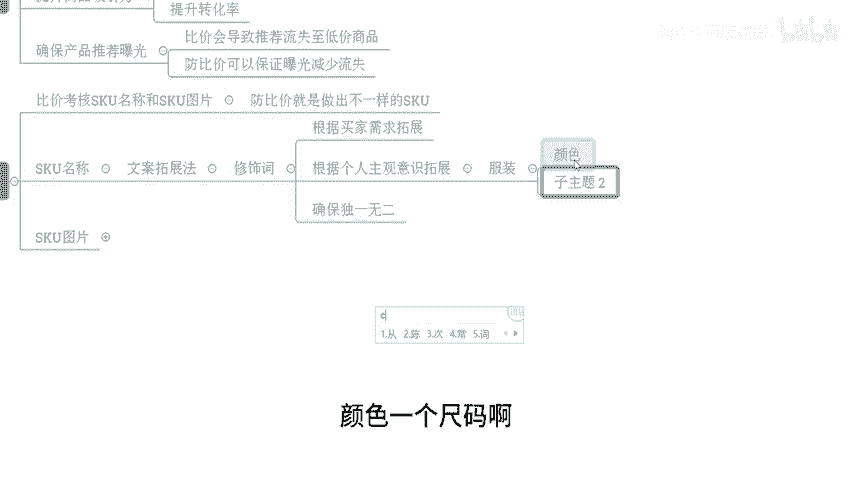 提升转化率
比价会导致推荐流失至低价商品
确保产品推荐曝光
防比价可以保证曝光减少流失
比价考核SKU名称和SKU图片 防比价就是做出不一样的SKU
根据买家需求拓展
颜色
SKU名称 文案拓展法 修饰词 根据个人主观意识拓展 服装
子主题 2
确保独一无二
SKU图片
c
1.从 2.陈 3.次 4.常 5.词
颜色一个尺码啊